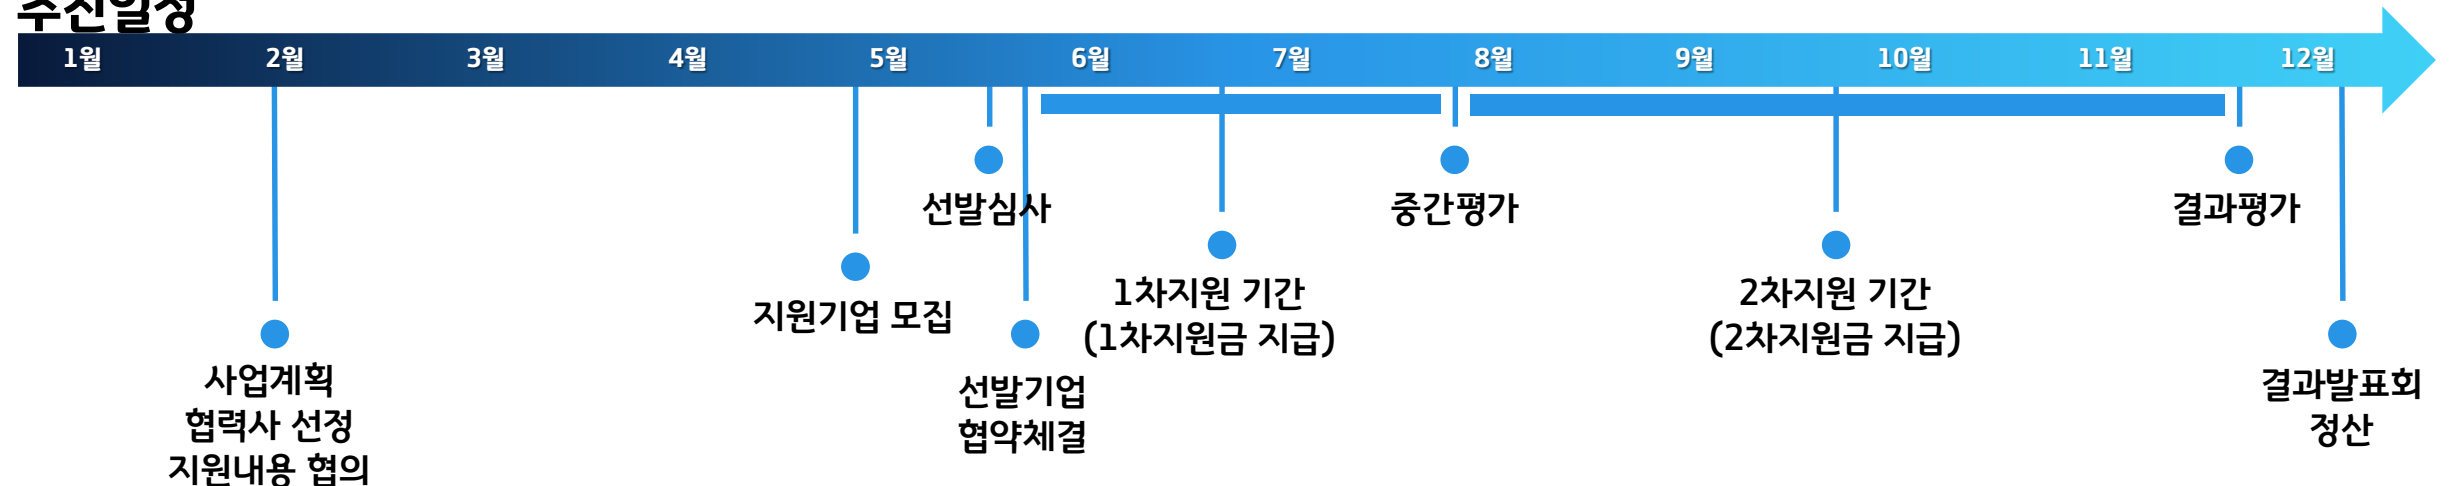 추진일정
1월 2월 3월 4월 5월 6월 7월 8월 9월 10월 11월 12월
선발심사
중간평가
결과평가
지원기업 모집
1차지원 기간
(1차지원금 지급)
2차지원 기간
(2차지원금 지급)
사업계획
협력사 선정
지원내용 협의
선발기업
협약체결
결과발표회
정산